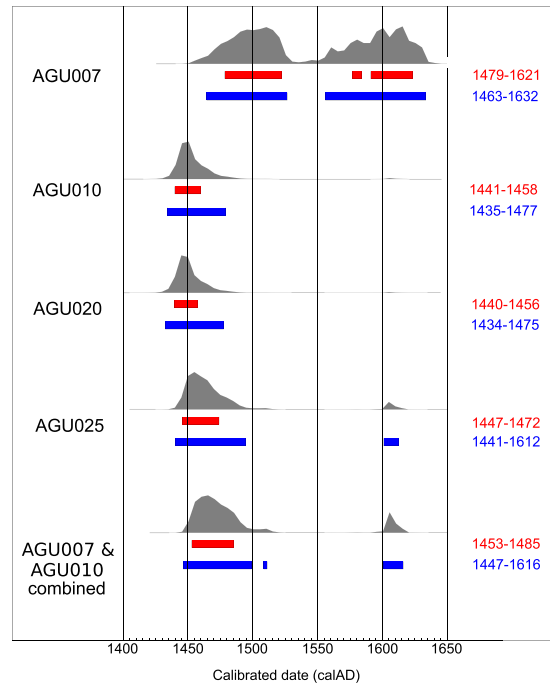 AGU007
1479-1621
1463-1632
AGU010
1441-1458
1435-1477
AGU020
1440-1456
1434-1475
AGU025
1447-1472
1441-1612
AGU007 &
AGU010
combined
1453-1485
1447-1616
1400 1450 1500 1550 1600 1650
Calibrated date (calAD)